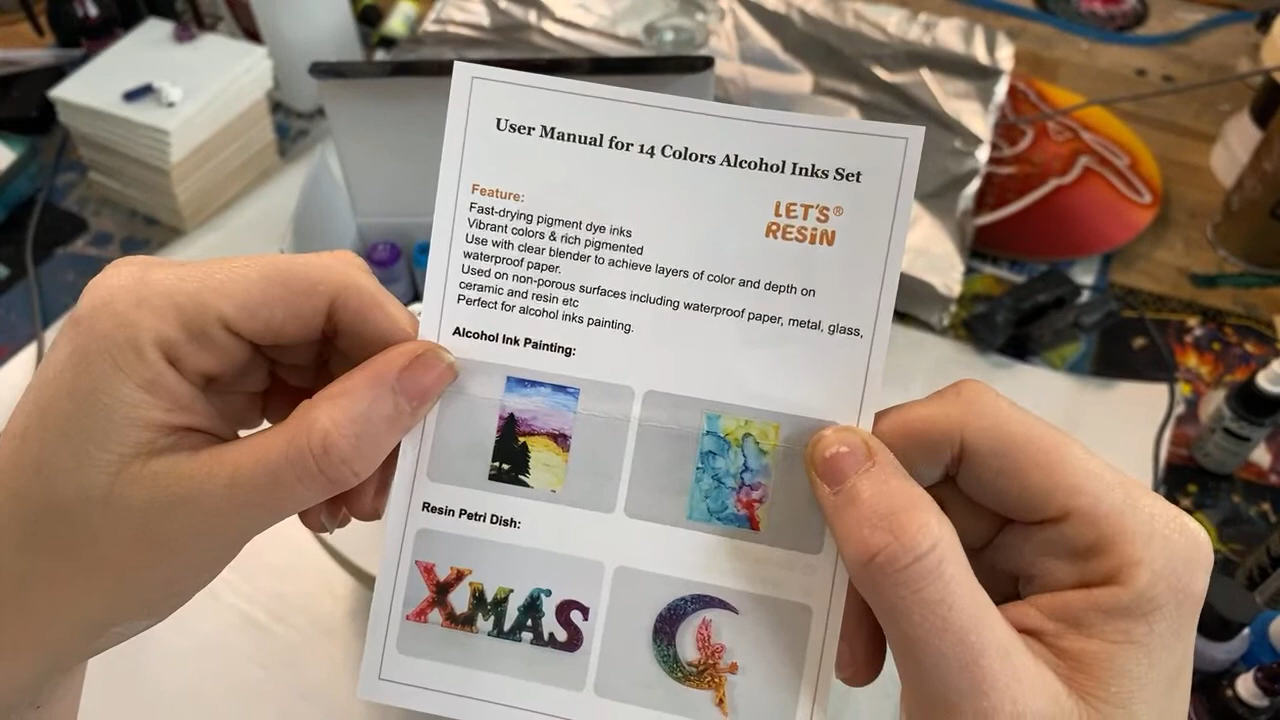 User Manual for 14 Colors Alcohol Inks Set
LET'S®
RESIN
Feature:
Fast-drying pigment dye inks
Vibrant colors & rich pigmented
Use with clear blender to achieve layers of color and depth on
waterproof paper.
Used on non-porous surfaces including waterproof paper, metal, glass,
ceramic and resin etc
Perfect for alcohol inks painting.
Alcohol Ink Painting:
Resin Petri Dish:
XMAS